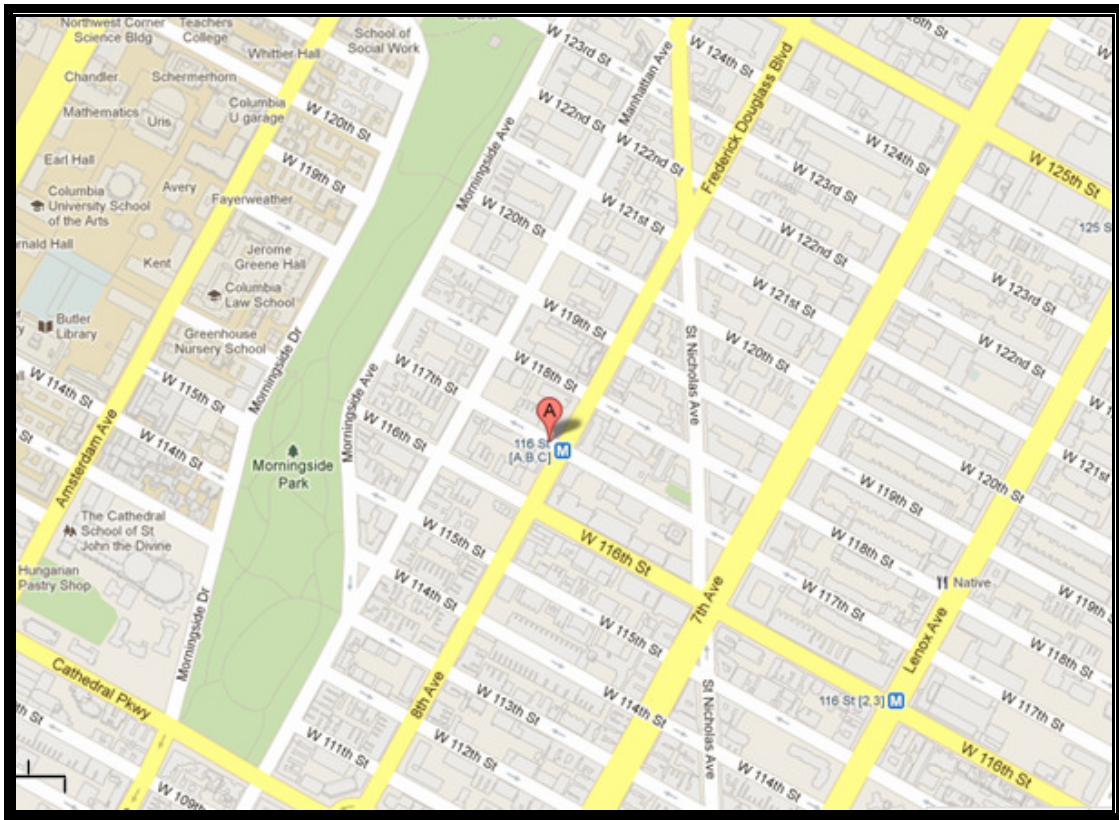 Northwest Corner
Science Bldg
Teachers
College
School of
Social Work
Whittier Hall
W 123rd St
Manhattan Ave
W 124th St
Frederick Douglass Blvd
Chandler
Schermerhorn
Mathematics
Uris
Columbia
U garage
W 120th St
W 122nd St
W 122nd St
W 124th St
W 125th St
Earl Hall
W 119th St
Morningside Ave
W 123rd St
Columbia
University School
of the Arts
Avery
Fayerweather
W 120th St
W 121st St
W 122nd St
125 S
Kent
Jerome
Greene Hall
Columbia
Law School
W 119th St
W 121st St
W 123rd St
Butler
Library
Greenhouse
Nursery School
Morningside Dr
St Nicholas Ave
W 120th St
W 122nd St
W 114th St
W 115th St
W 117th St
W 118th St
Morningside Ave
A
W 116th St
116 St
[A,B,C]
M
W 114th St
Amsterdam Ave
Morningside
Park
W 119th St
W 120th St
W 121st
The Cathedral
School of St
John the Divine
W 115th St
W 116th St
W 118th St
Hungarian
Pastry Shop
W 114th St
7th Ave
W 117th St
Native
W 119th
Morningside Dr
W 115th St
Lenox Ave
W 118th St
Cathedral Pkwy
8th Ave
W 113th St
W 114th St
St Nicholas Ave
116 St [2,3]
M
W 117th St
W 111th St
W 112th St
W 114th St
W 116th St
W 109th